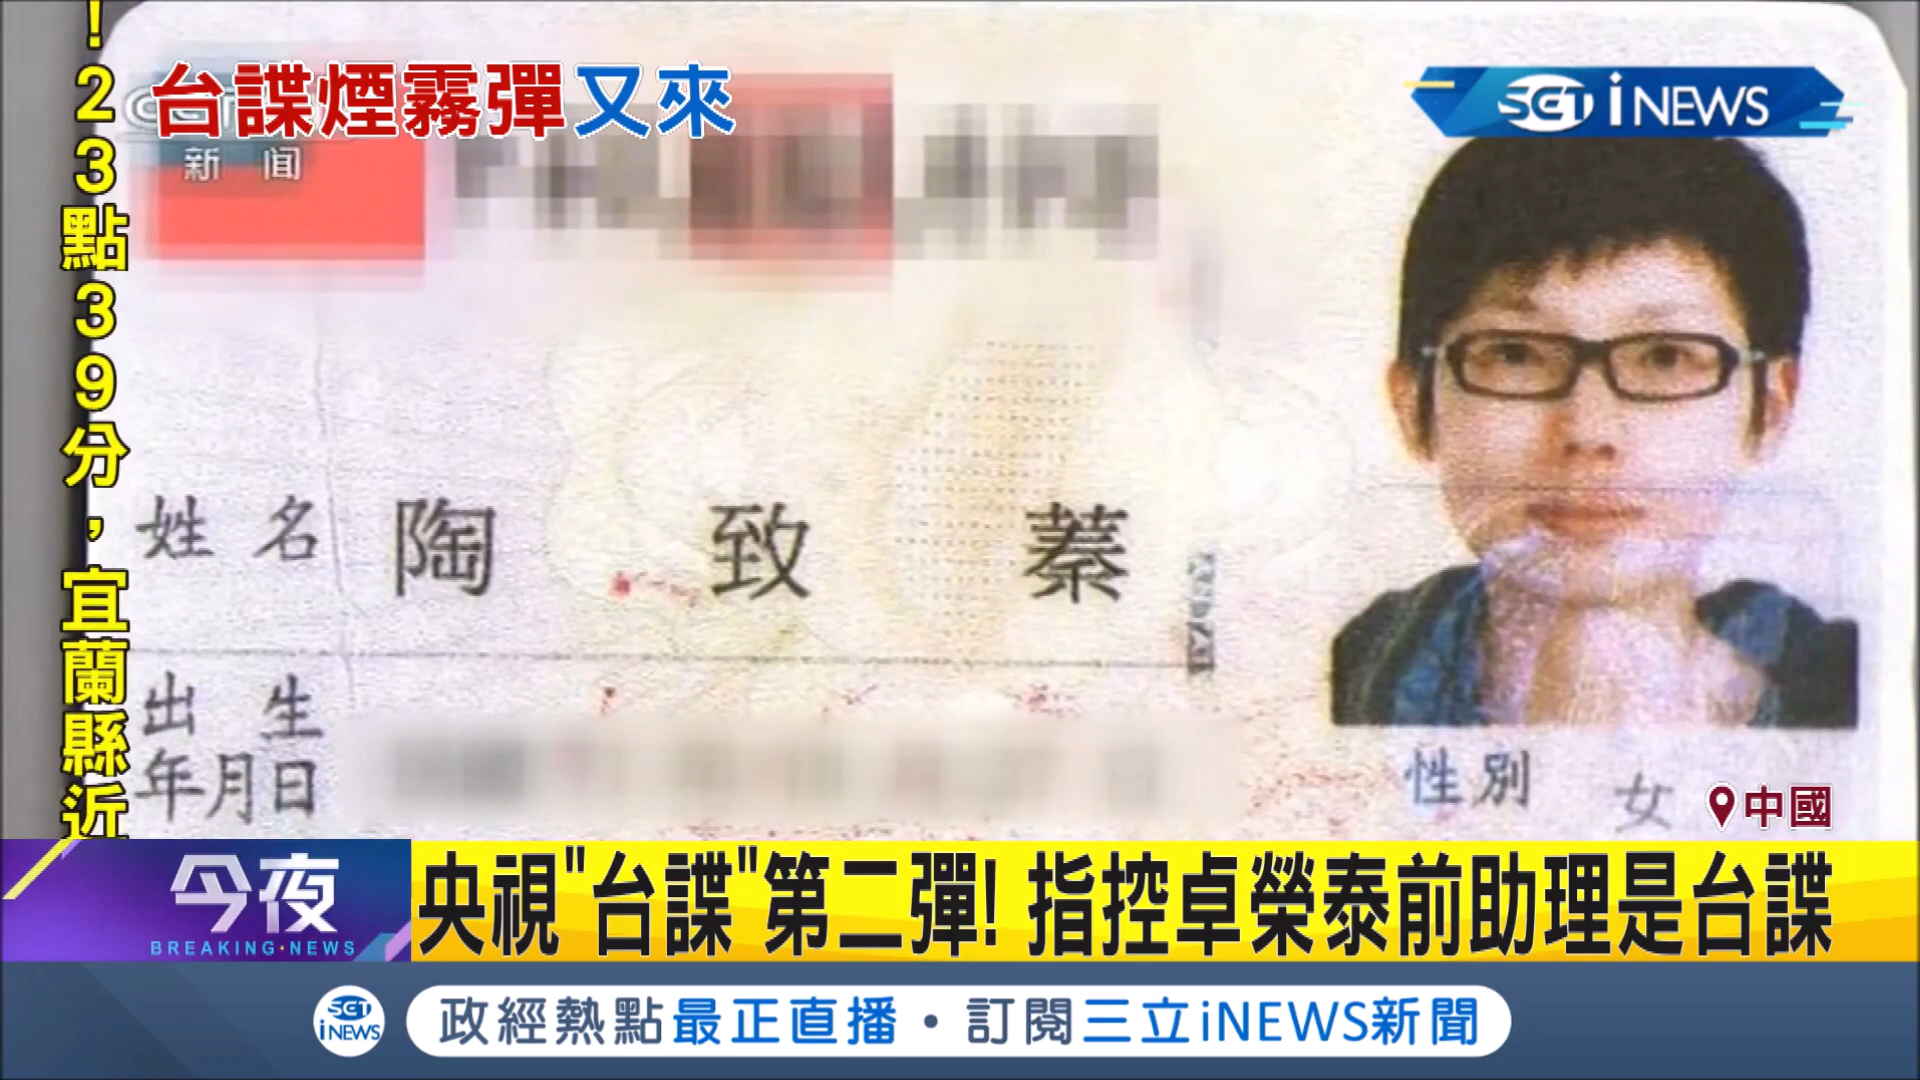 !23點39分，宜蘭縣近
台諜煙霧彈又來
新 闻
SET iNEWS
姓 名 陶 致 蓁
出 生
年月日
性別 女
中國
今夜
BREAKING·NEWS
央視"台諜"第二彈! 指控卓榮泰前助理是台諜
SET iNEWS
政經熱點最正直播・訂閱三立iNEWS新聞